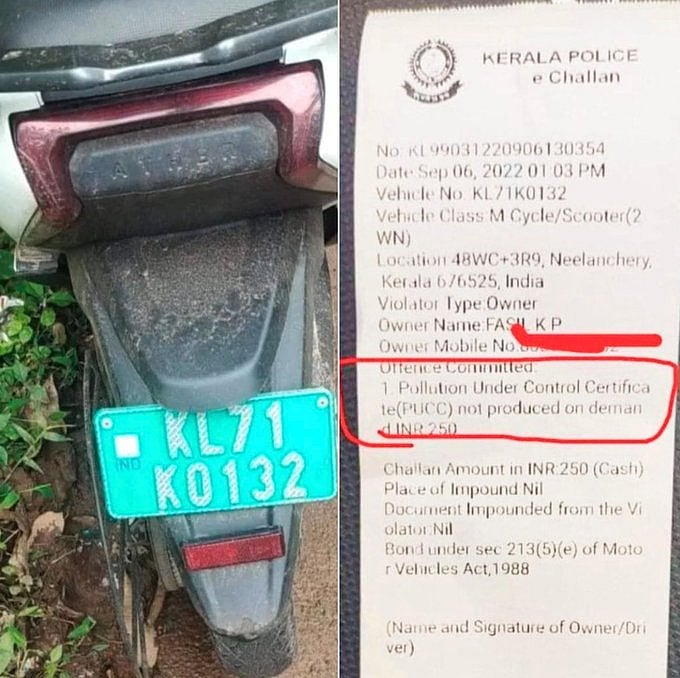 ATHER
IND
KL71
K0132
KERALA POLICE
e Challan
No: KL99031220906130354
Date Sep 06, 2022 01 03 PM
Vehicle No. KL71K0132
Vehicle Class M Cycle/Scooter(2
WN)
Location 48WC+3R9, Neelanchery,
Kerala 676525, India
Violator Type:Owner
Owner Name:FASIL K P
Owner Mobile No.
Offence Committed:
1. Pollution Under Control Certifica
te(PUCC) not produced on deman
d.INR 250
Challan Amount in INR:250 (Cash)
Place of Impound Nil
Document Impounded from the Vi
olator:Nil
Bond under sec 213(5)(e) of Moto
r Vehicles Act,1988
(Name and Signature of Owner/Dri
ver)